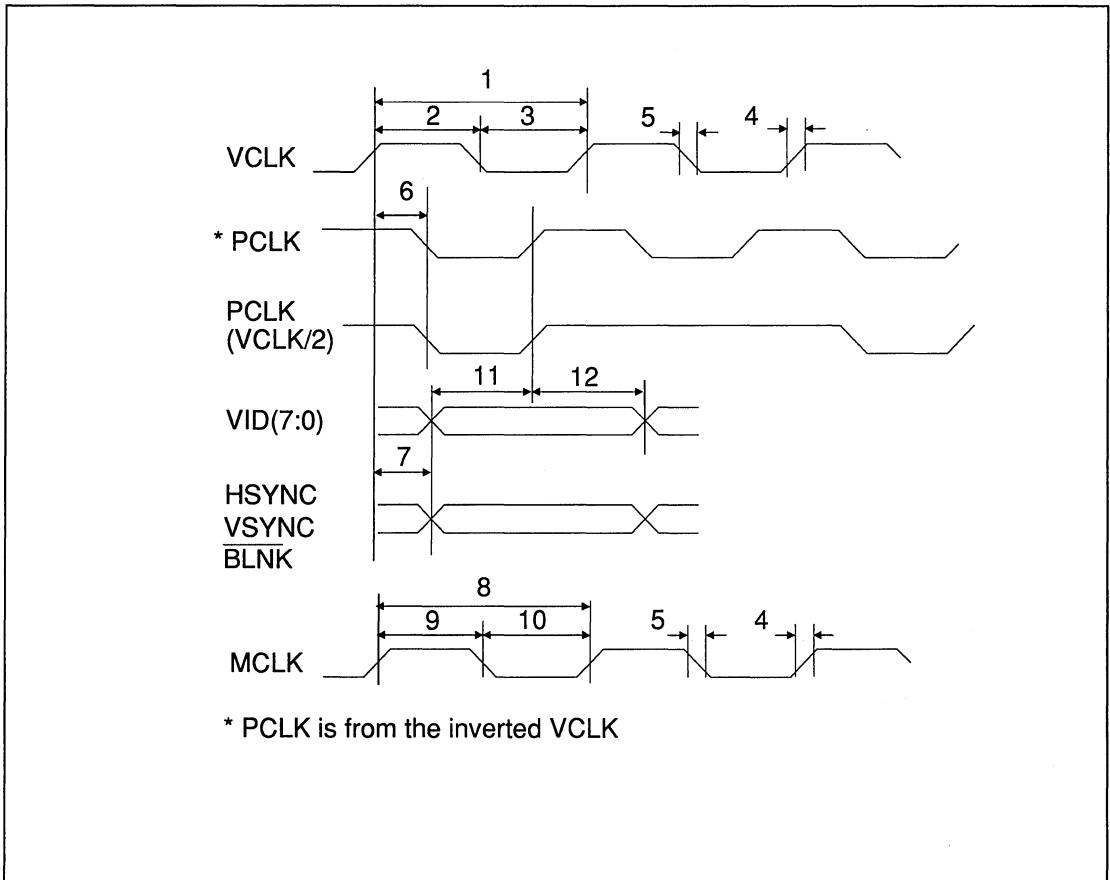 1
2 3 5 4
VCLK
6
* PCLK
PCLK
(VCLK/2)
11 12
VID(7:0)
7
HSYNC
VSYNC
BLNK
8
9 10 5 4
MCLK
* PCLK is from the inverted VCLK